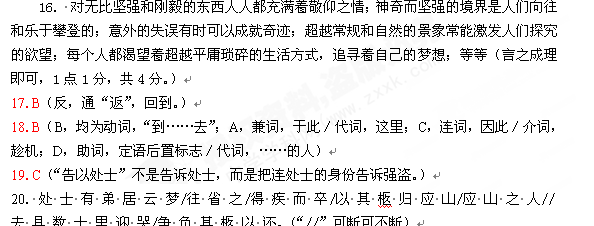 16. ·对无比坚强和刚毅的东西人人都充满着敬仰之情；神奇而坚强的境界是人们向往
和乐于攀登的；意外的失误有时可以成就奇迹；超越常规和自然的景象常能激发人们探究
的欲望；每个人都渴望着超越平庸琐碎的生活方式，追寻着自己的梦想；等等（言之成理
即可，1点1分，共4分。）
17.B（反，通“返”，回到。）
18.B（B，均为动词，“到……去”；A，兼词，于此/代词，这里；C，连词，因此/介词，
趁机；D，助词，定语后置标志/代词，……的人）
19.C（“告以处士”不是告诉处士，而是把连处士的身份告诉强盗。）
20. ·处·士·有·弟·居·云·梦/往·省·之/得·疾·而·卒/以·其·柩·归·应·山/应·山·之·人//
去·县·数·十·里·迎·哭/争·负·其·柩·以·还。（“//”可断可不断）